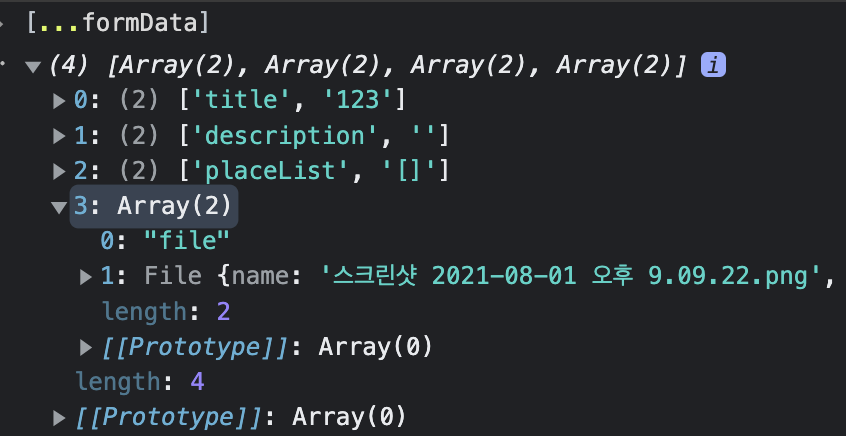 [...formData]
(4) [Array(2), Array(2), Array(2), Array(2)] i
0: (2) ['title', '123']
1: (2) ['description', '']
2: (2) ['placeList', '[]']
3: Array(2)
0: "file"
1: File {name: '스크린샷 2021-08-01 오후 9.09.22.png',
length: 2
[[Prototype]]: Array(0)
length: 4
[[Prototype]]: Array(0)